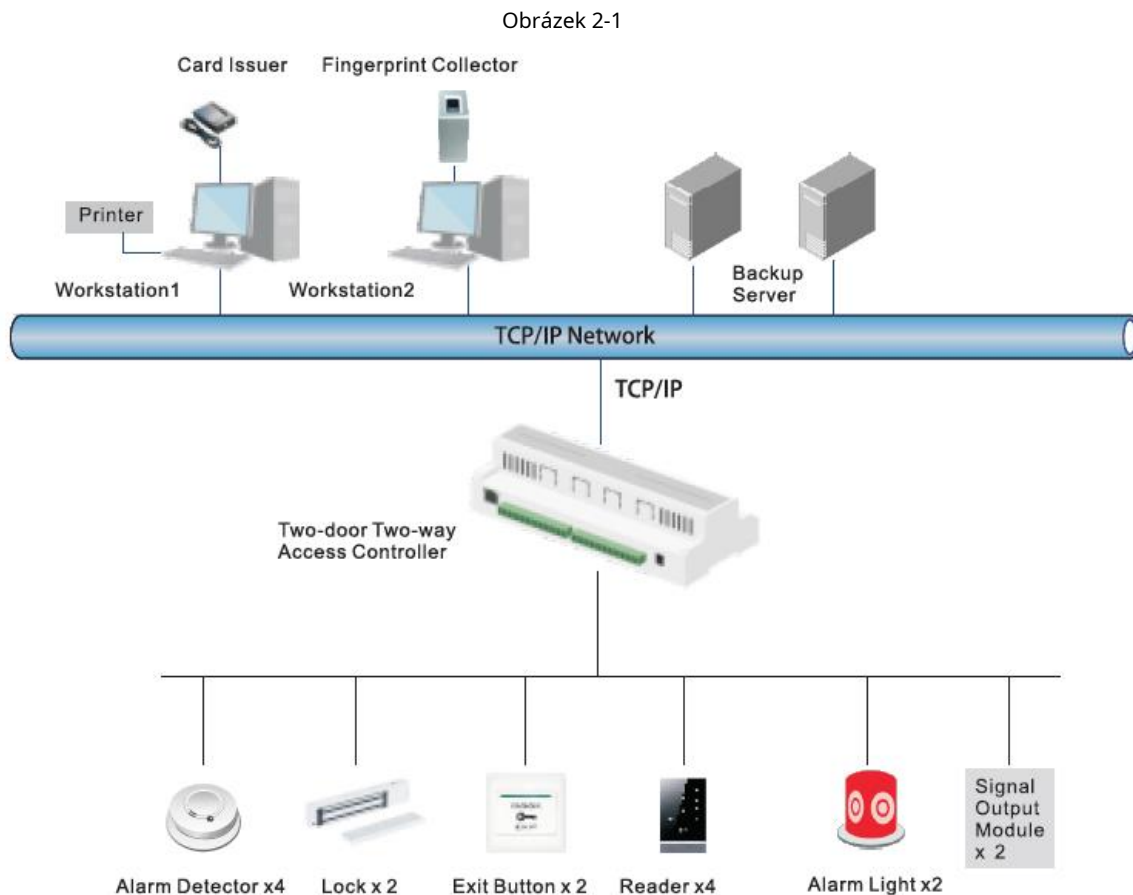 Obrázek 2-1
Card Issuer
Fingerprint Collector
Printer
Workstation1
Workstation2
Backup
Server
TCP/IP Network
TCP/IP
Two-door Two-way
Access Controller
Signal
Output
Module
x 2
Alarm Detector x4
Lock x 2
Exit Button x 2
Reader x4
Alarm Light x2